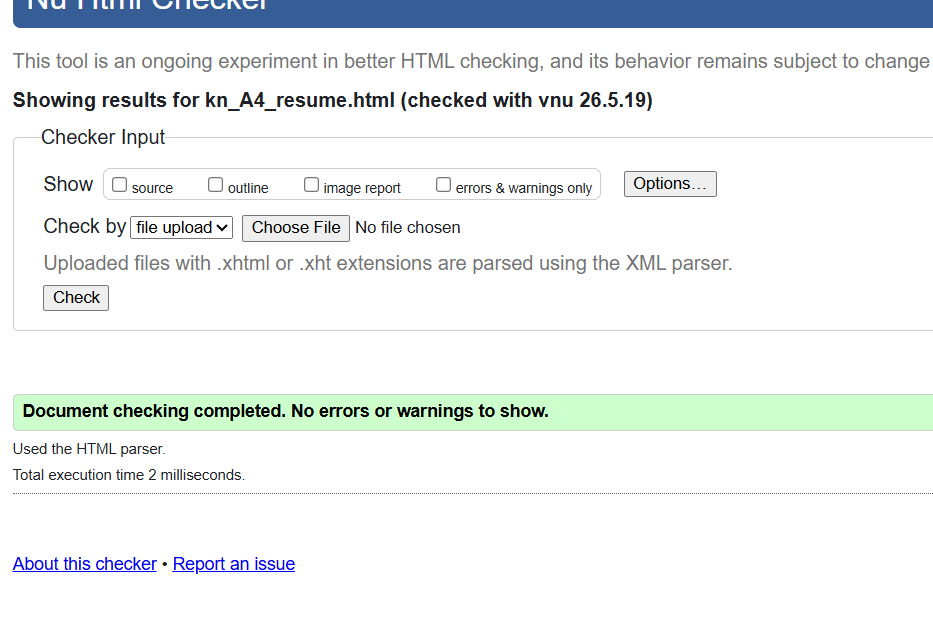 Nu Html Checker
This tool is an ongoing experiment in better HTML checking, and its behavior remains subject to change
Showing results for kn_A4_resume.html (checked with vnu 26.5.19)
Checker Input
Show source outline image report errors & warnings only Options…
Check by file upload Choose File No file chosen
Uploaded files with .xhtml or .xht extensions are parsed using the XML parser.
Check
Document checking completed. No errors or warnings to show.
Used the HTML parser.
Total execution time 2 milliseconds.
About this checker • Report an issue